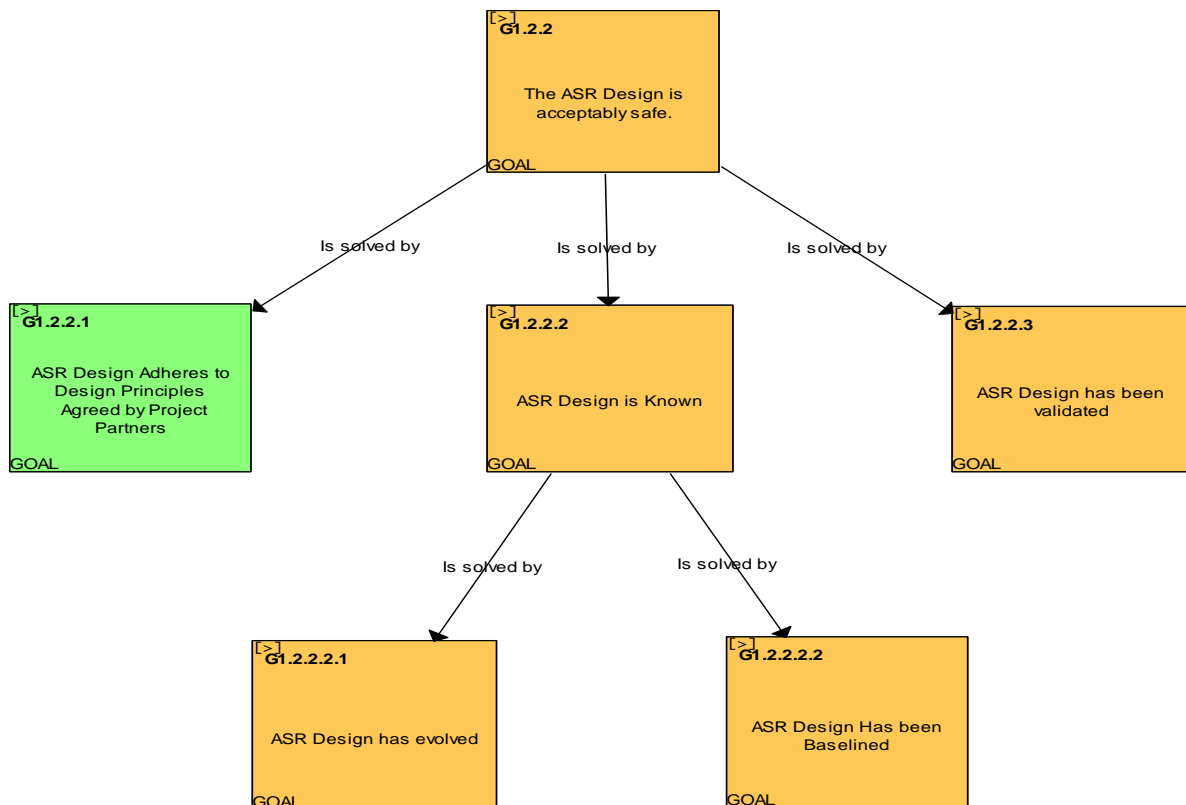 [>]
G1.2.2
The ASR Design is
acceptably safe.
GOAL
Is solved by
Is solved by
Is solved by
[>]
G1.2.2.1
ASR Design Adheres to
Design Principles
Agreed by Project
Partners
GOAL
[>]
G1.2.2.2
ASR Design is Known
GOAL
[>]
G1.2.2.3
ASR Design has been
validated
GOAL
Is solved by
Is solved by
[>]
G1.2.2.2.1
ASR Design has evolved
GOAL
[>]
G1.2.2.2.2
ASR Design Has been
Baselined
GOAL